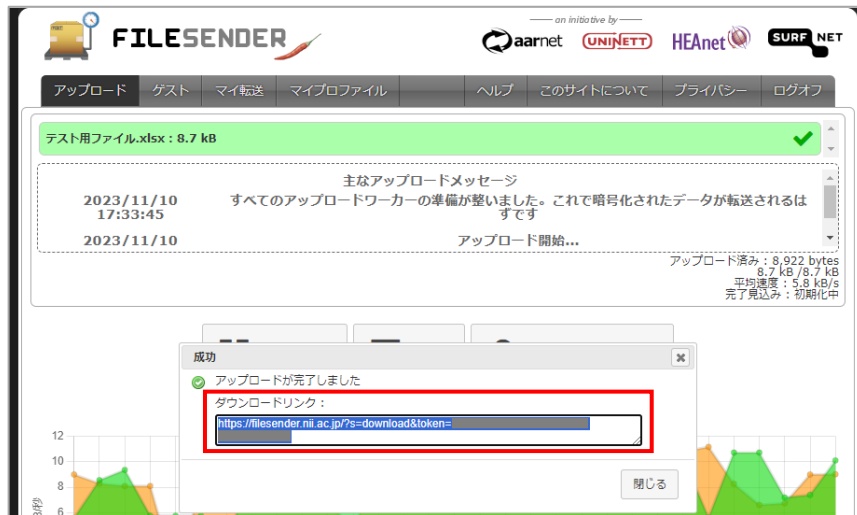 FILESENDER
an initiative by
aarnet
UNINETT
HEAnet
SURF NET
アップロード ゲスト マイ転送 マイプロファイル ヘルプ このサイトについて プライバシー ログオフ
テスト用ファイル.xlsx : 8.7 kB
主なアップロードメッセージ
2023/11/10 17:33:45
すべてのアップロードワーカーの準備が整いました。これで暗号化されたデータが転送されるは
ずです
2023/11/10
アップロード開始...
アップロード済み : 8,922 bytes
8.7 kB /8.7 kB
平均速度 : 5.8 kB/s
完了見込み : 初期化中
成功
アップロードが完了しました
ダウンロードリンク :
https://filesender.nii.ac.jp/?s=download&token=
閉じる
12
10
8
6